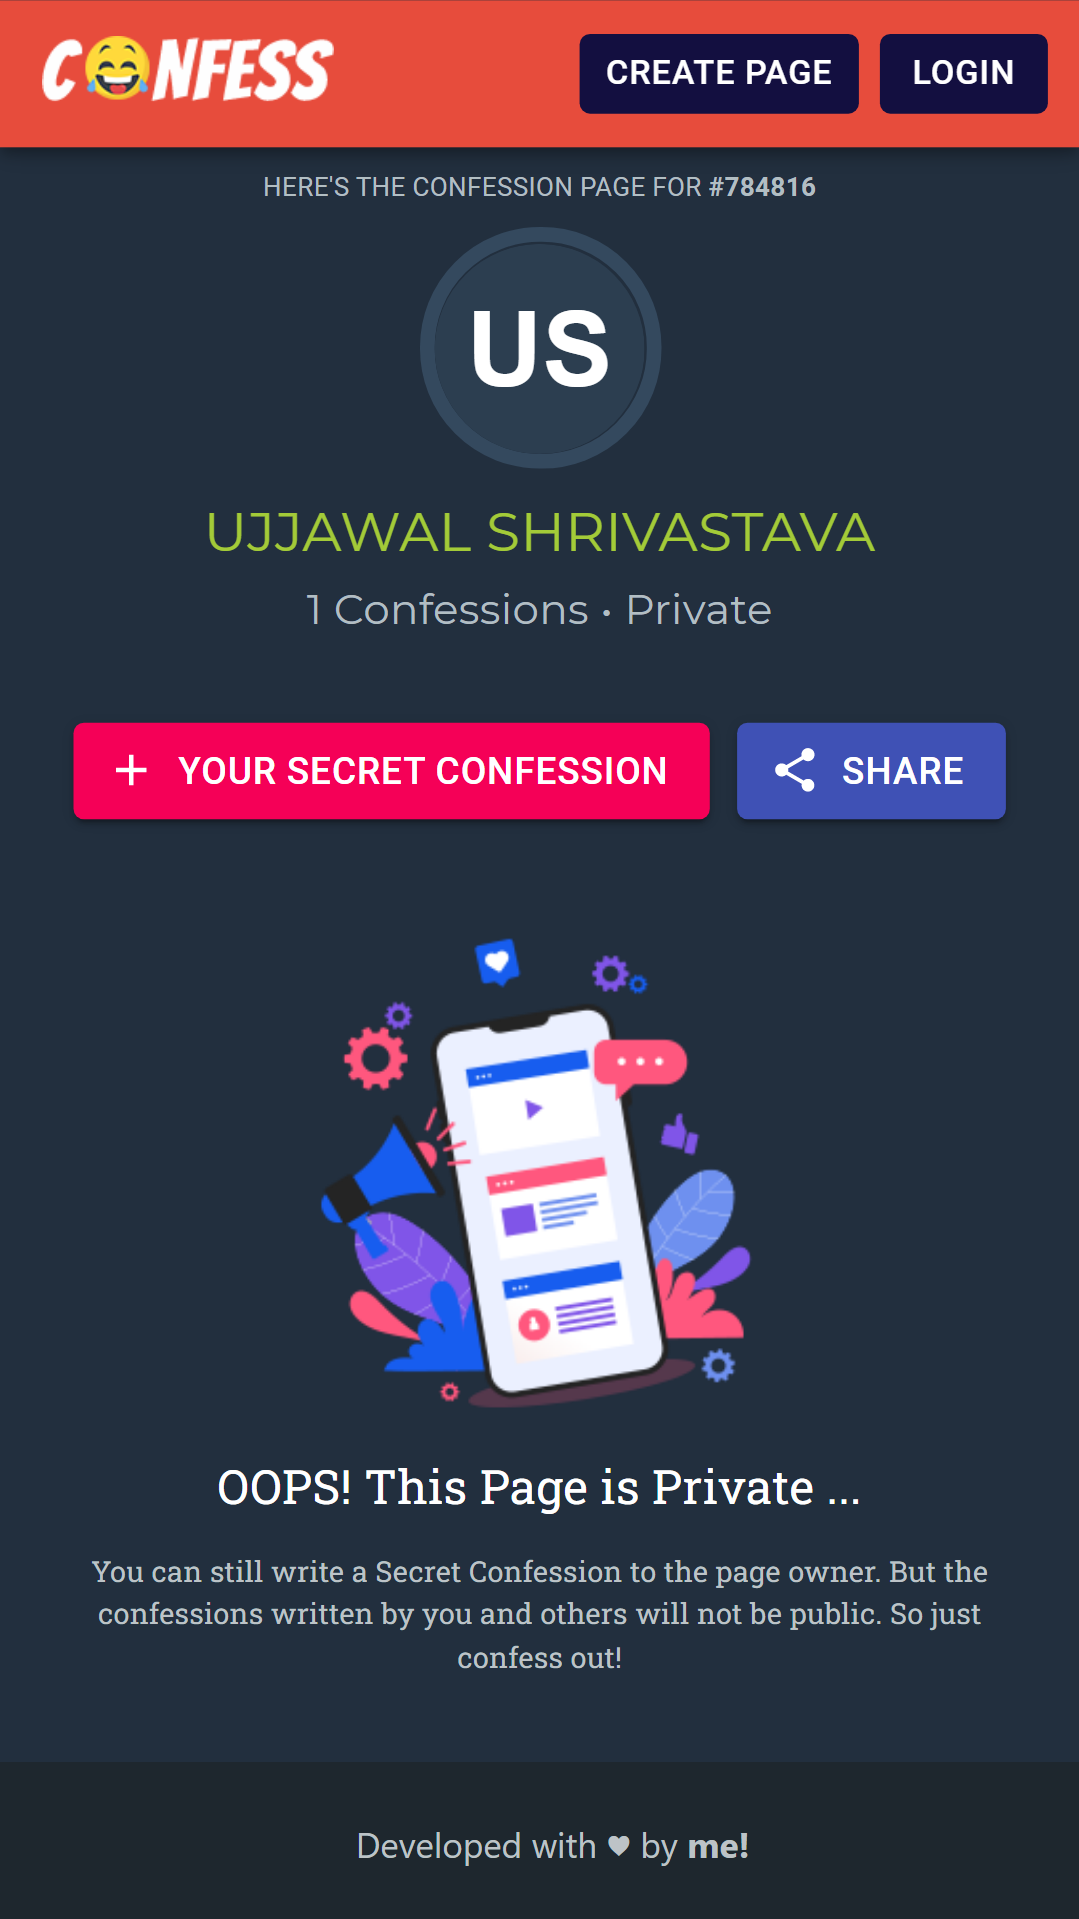 C😂NFESS
CREATE PAGE
LOGIN
HERE'S THE CONFESSION PAGE FOR #784816
US
UJJAWAL SHRIVASTAVA
1 Confessions • Private
+ YOUR SECRET CONFESSION
SHARE
OOPS! This Page is Private ...
You can still write a Secret Confession to the page owner. But the
confessions written by you and others will not be public. So just
confess out!
Developed with ♥ by me!